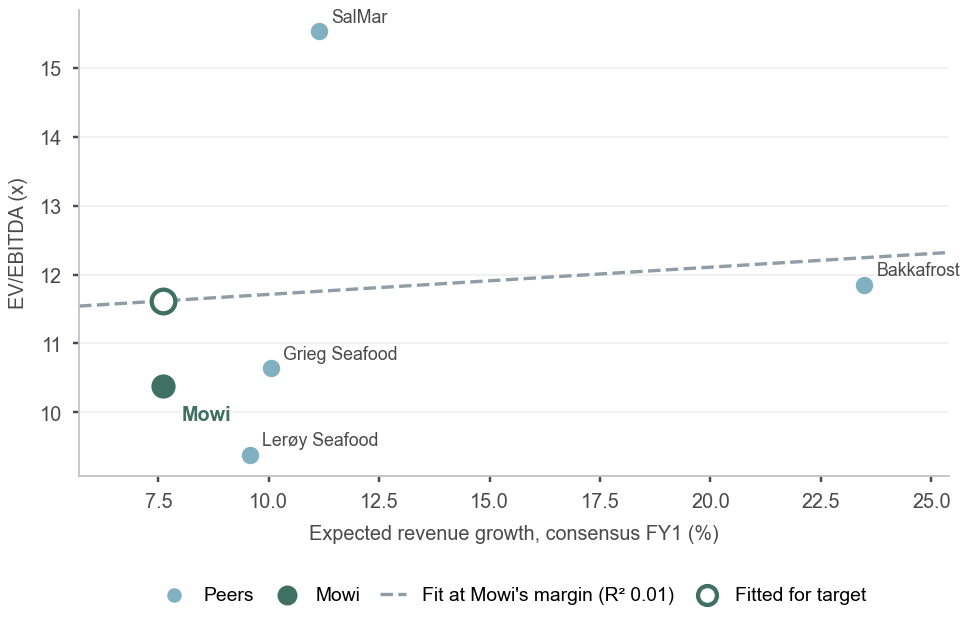 SalMar
15
14
13
12
11
10
EV/EBITDA (x)
Bakkafrost
Grieg Seafood
Mowi
Lerøy Seafood
7.5 10.0 12.5 15.0 17.5 20.0 22.5 25.0
Expected revenue growth, consensus FY1 (%)
Peers Mowi Fit at Mowi's margin (R² 0.01) Fitted for target